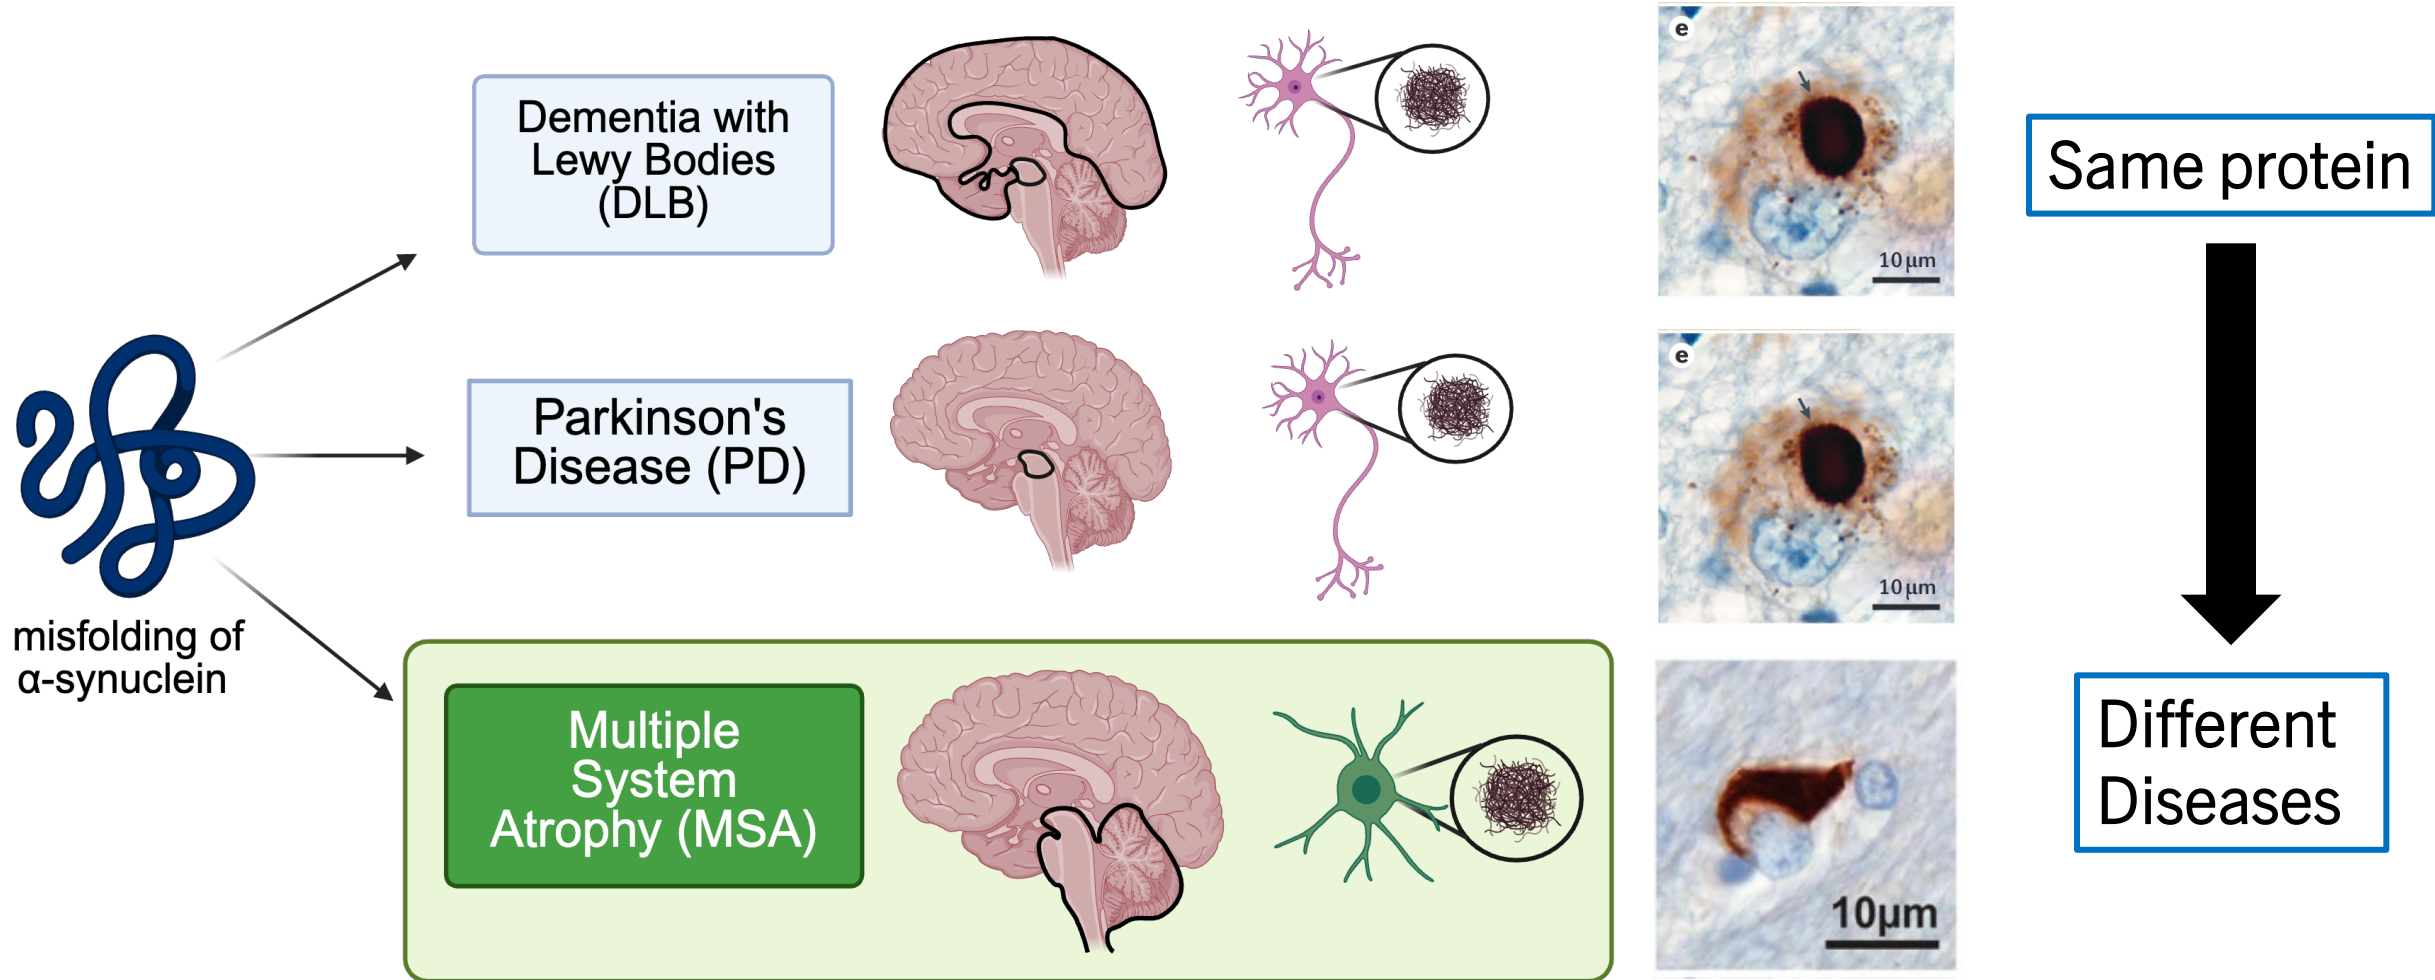 misfolding of
α-synuclein
Dementia with
Lewy Bodies
(DLB)
e
10 µm
Parkinson's
Disease (PD)
e
10 µm
Multiple
System
Atrophy (MSA)
10µm
Same protein
Different
Diseases